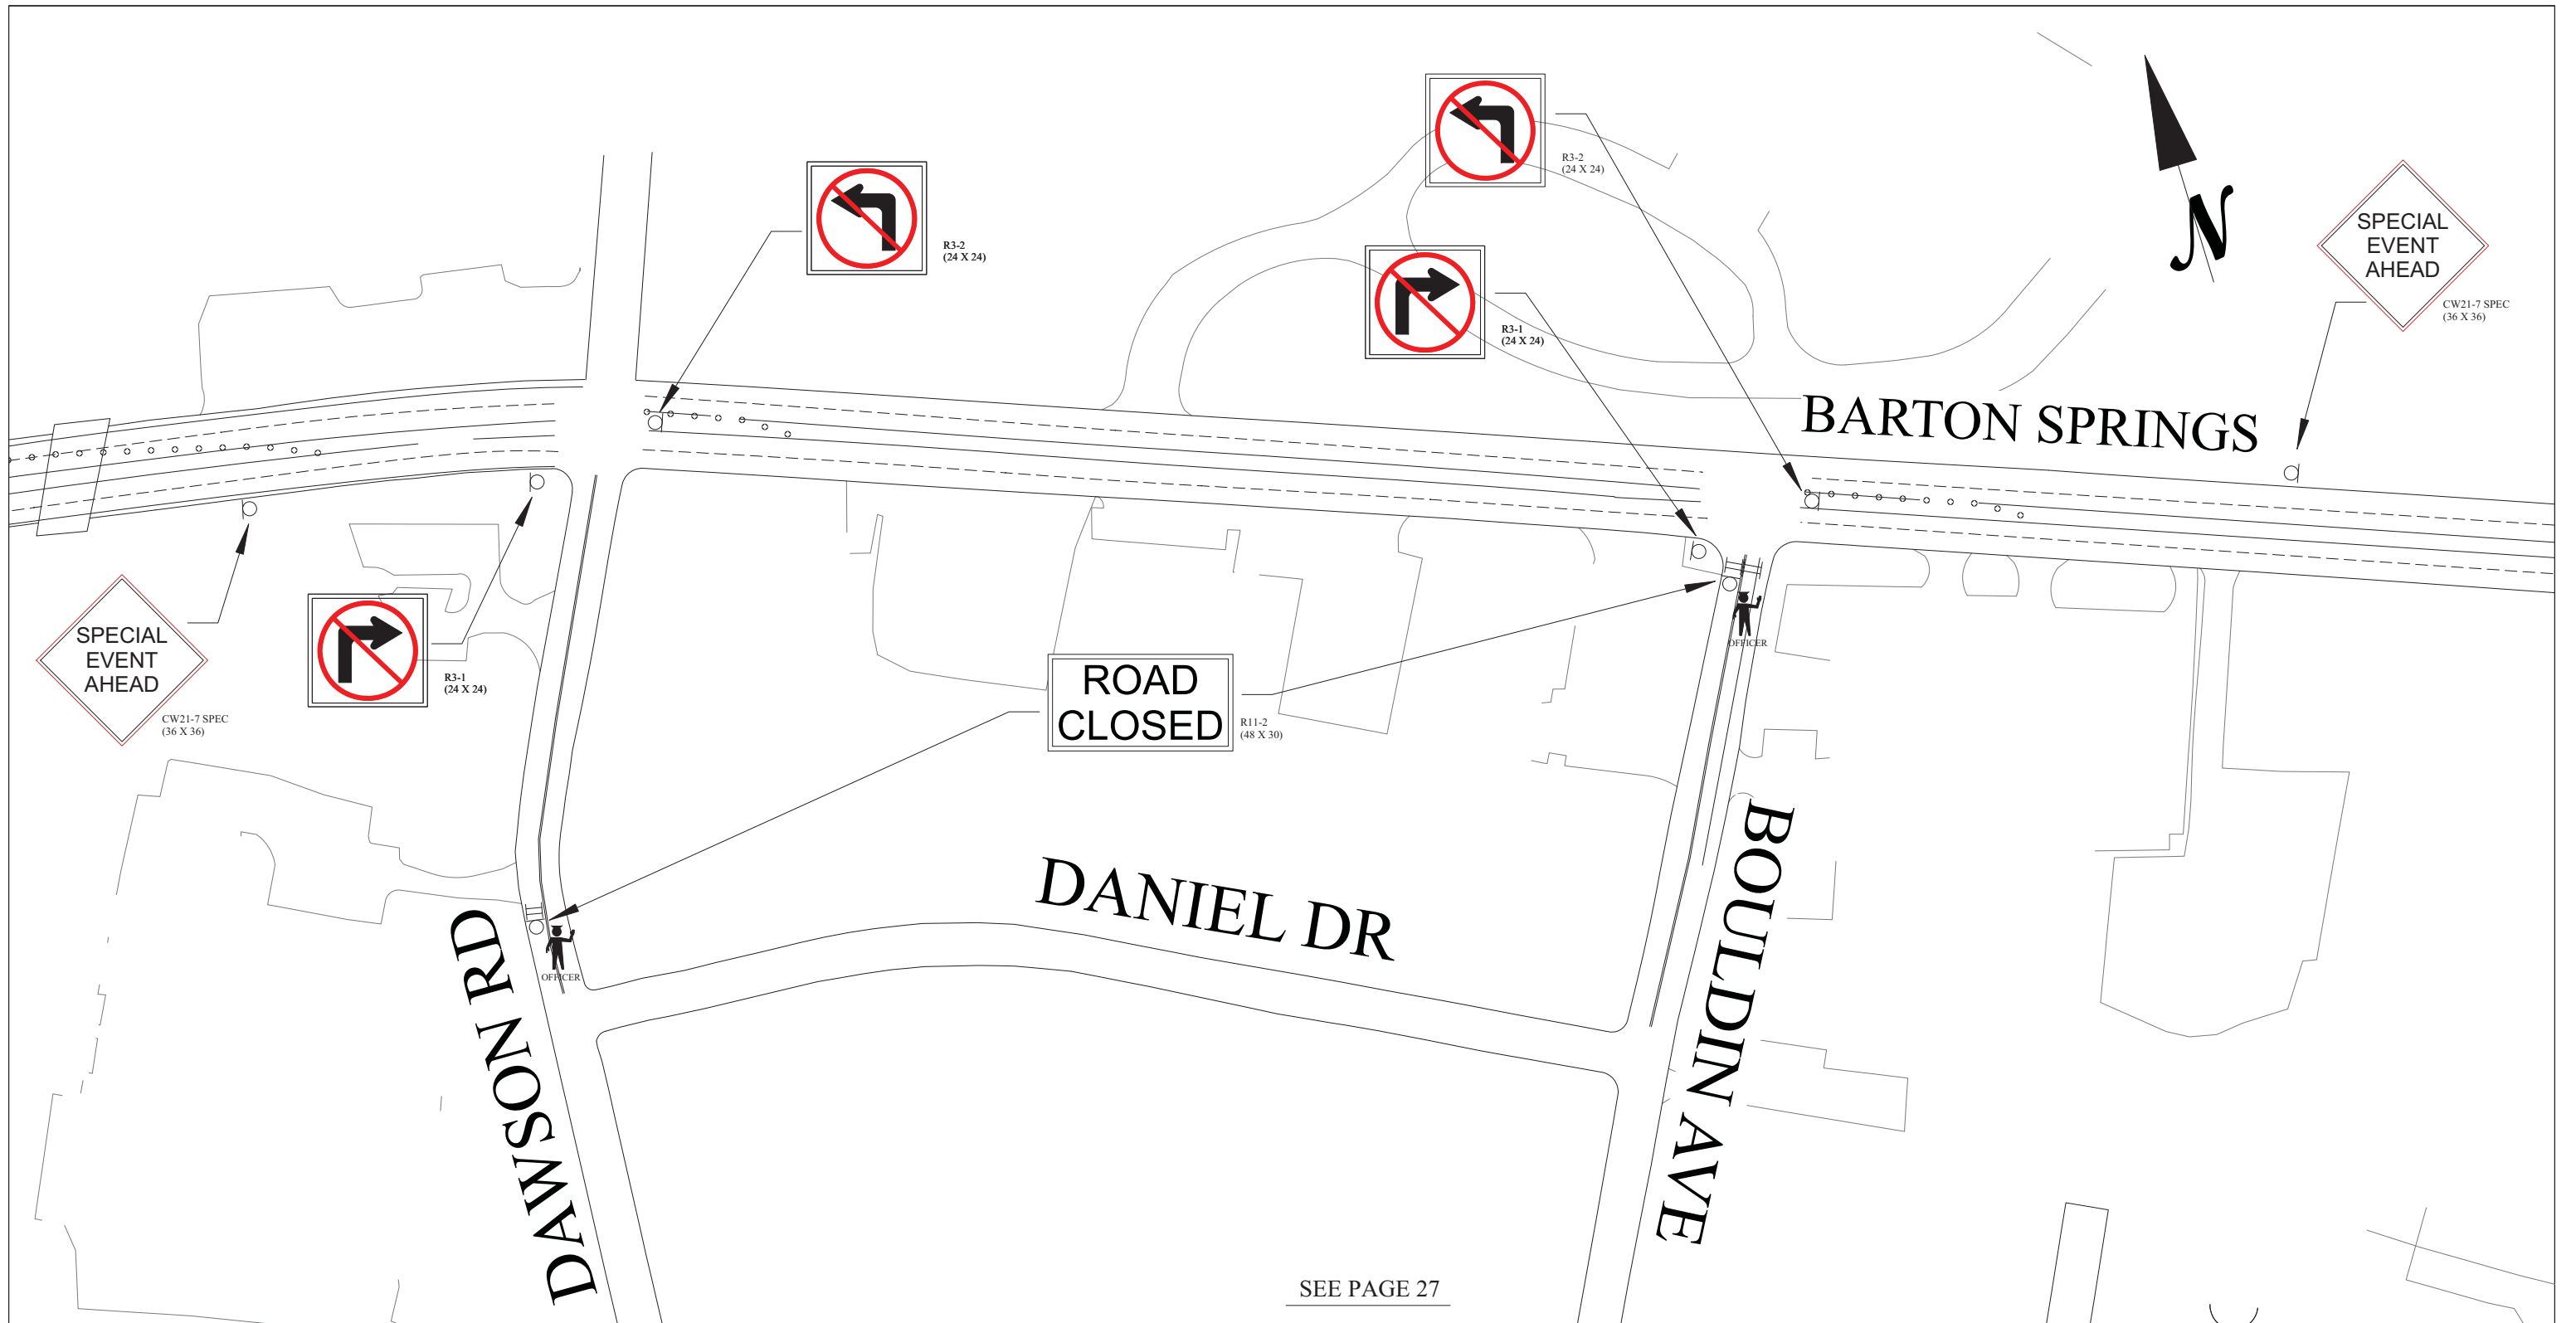 R3-2
(24 X 24)
SPECIAL
EVENT
AHEAD
R3-2
(24 X 24)
N
CW21-7 SPEC
(36 X 36)
R3-1
(24 X 24)
BARTON SPRINGS
SPECIAL
EVENT
AHEAD
CW21-7 SPEC
(36 X 36)
R3-1
(24 X 24)
OFFICER
ROAD
CLOSED
R11-2
(48 X 30)
DANIEL DR
BOULDIN AVE
DAWSON RD
OFFICER
SEE PAGE 27